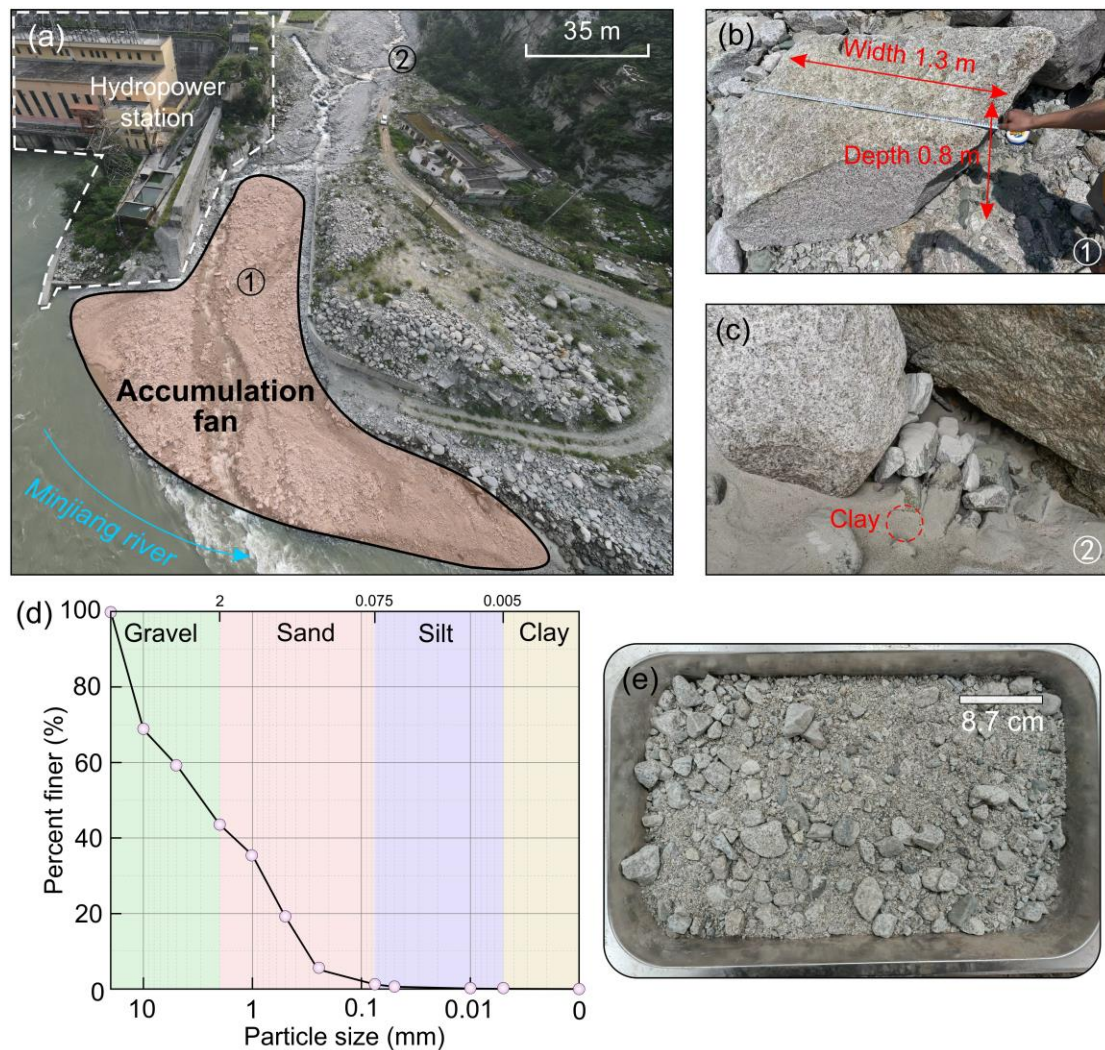 (a)
Hydropower
station
②
35 m
①
Accumulation
fan
Minjiang river
(b)
Width 1.3 m
Depth 0.8 m
①
(c)
Clay
②
(d)
2
0.075
0.005
Gravel
Sand
Silt
Clay
100
80
60
40
20
0
Percent finer (%)
10
1
0.1
0.01
0
Particle size (mm)
(e)
8.7 cm